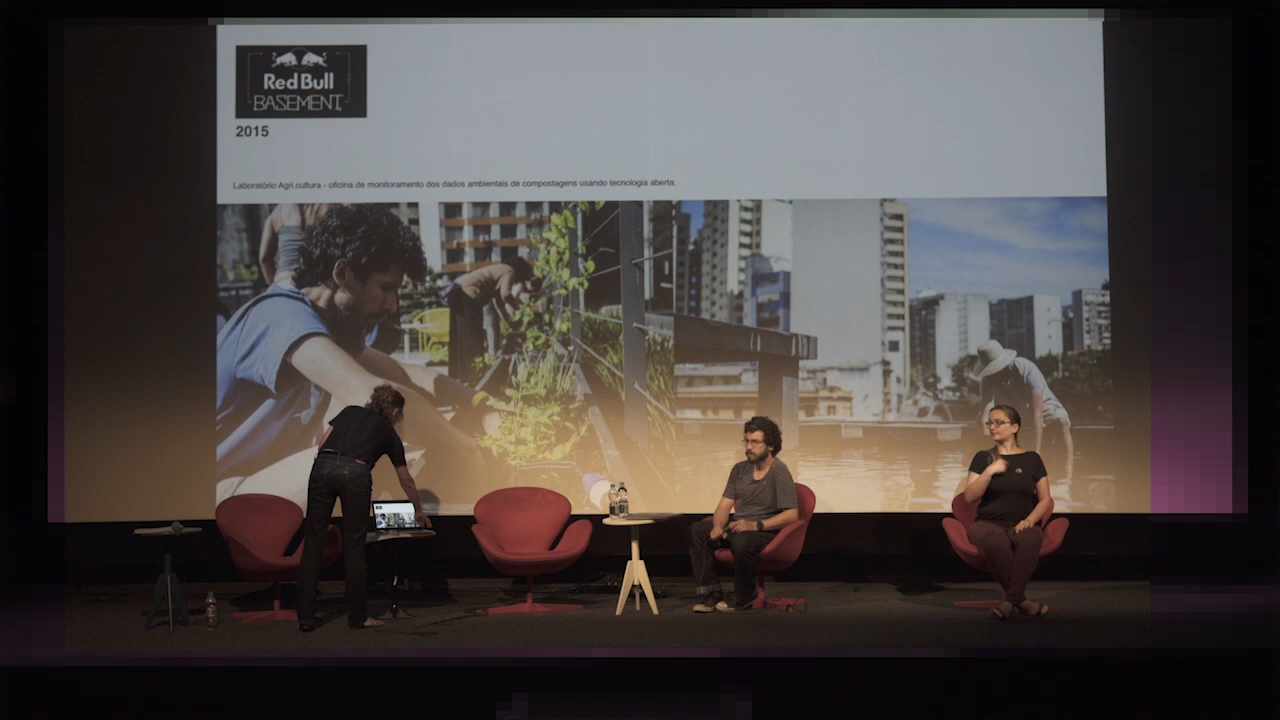 Red Bull
BASEMENT
2015
Laboratório Agri.cultura - oficina de monitoramento dos dados ambientais de compostagens usando tecnologia aberta.